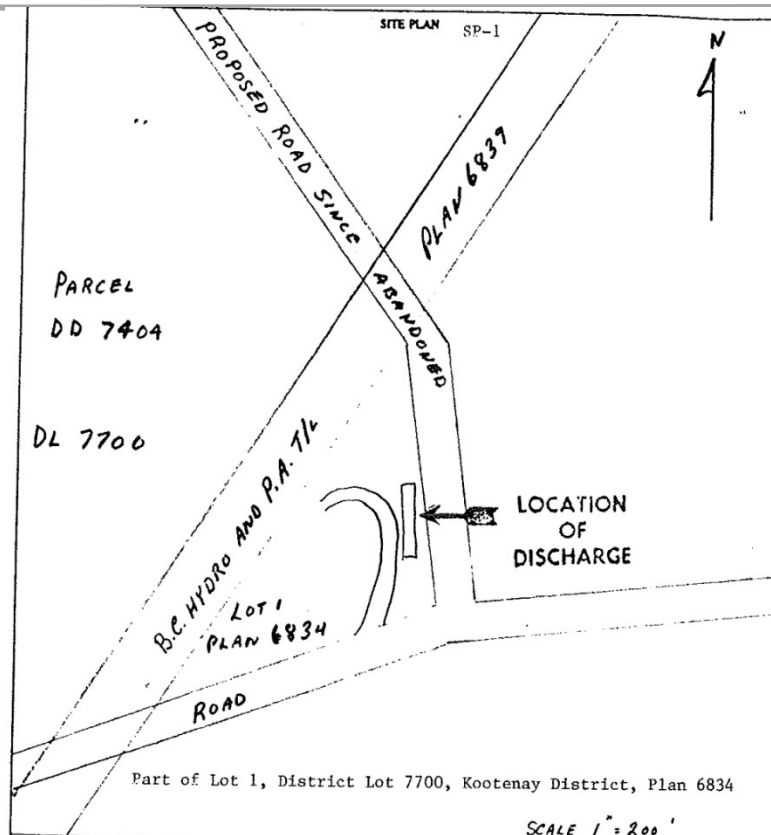 SITE PLAN SP-1
N
PROPOSED ROAD SINCE ABANDONED
PLAN 6839
PARCEL
DD 7404
DL 7700
B.C. HYDRO AND P.A. T/L
LOCATION
OF
DISCHARGE
LOT 1
PLAN 6834
ROAD
Part of Lot 1, District Lot 7700, Kootenay District, Plan 6834
SCALE 1" = 200'